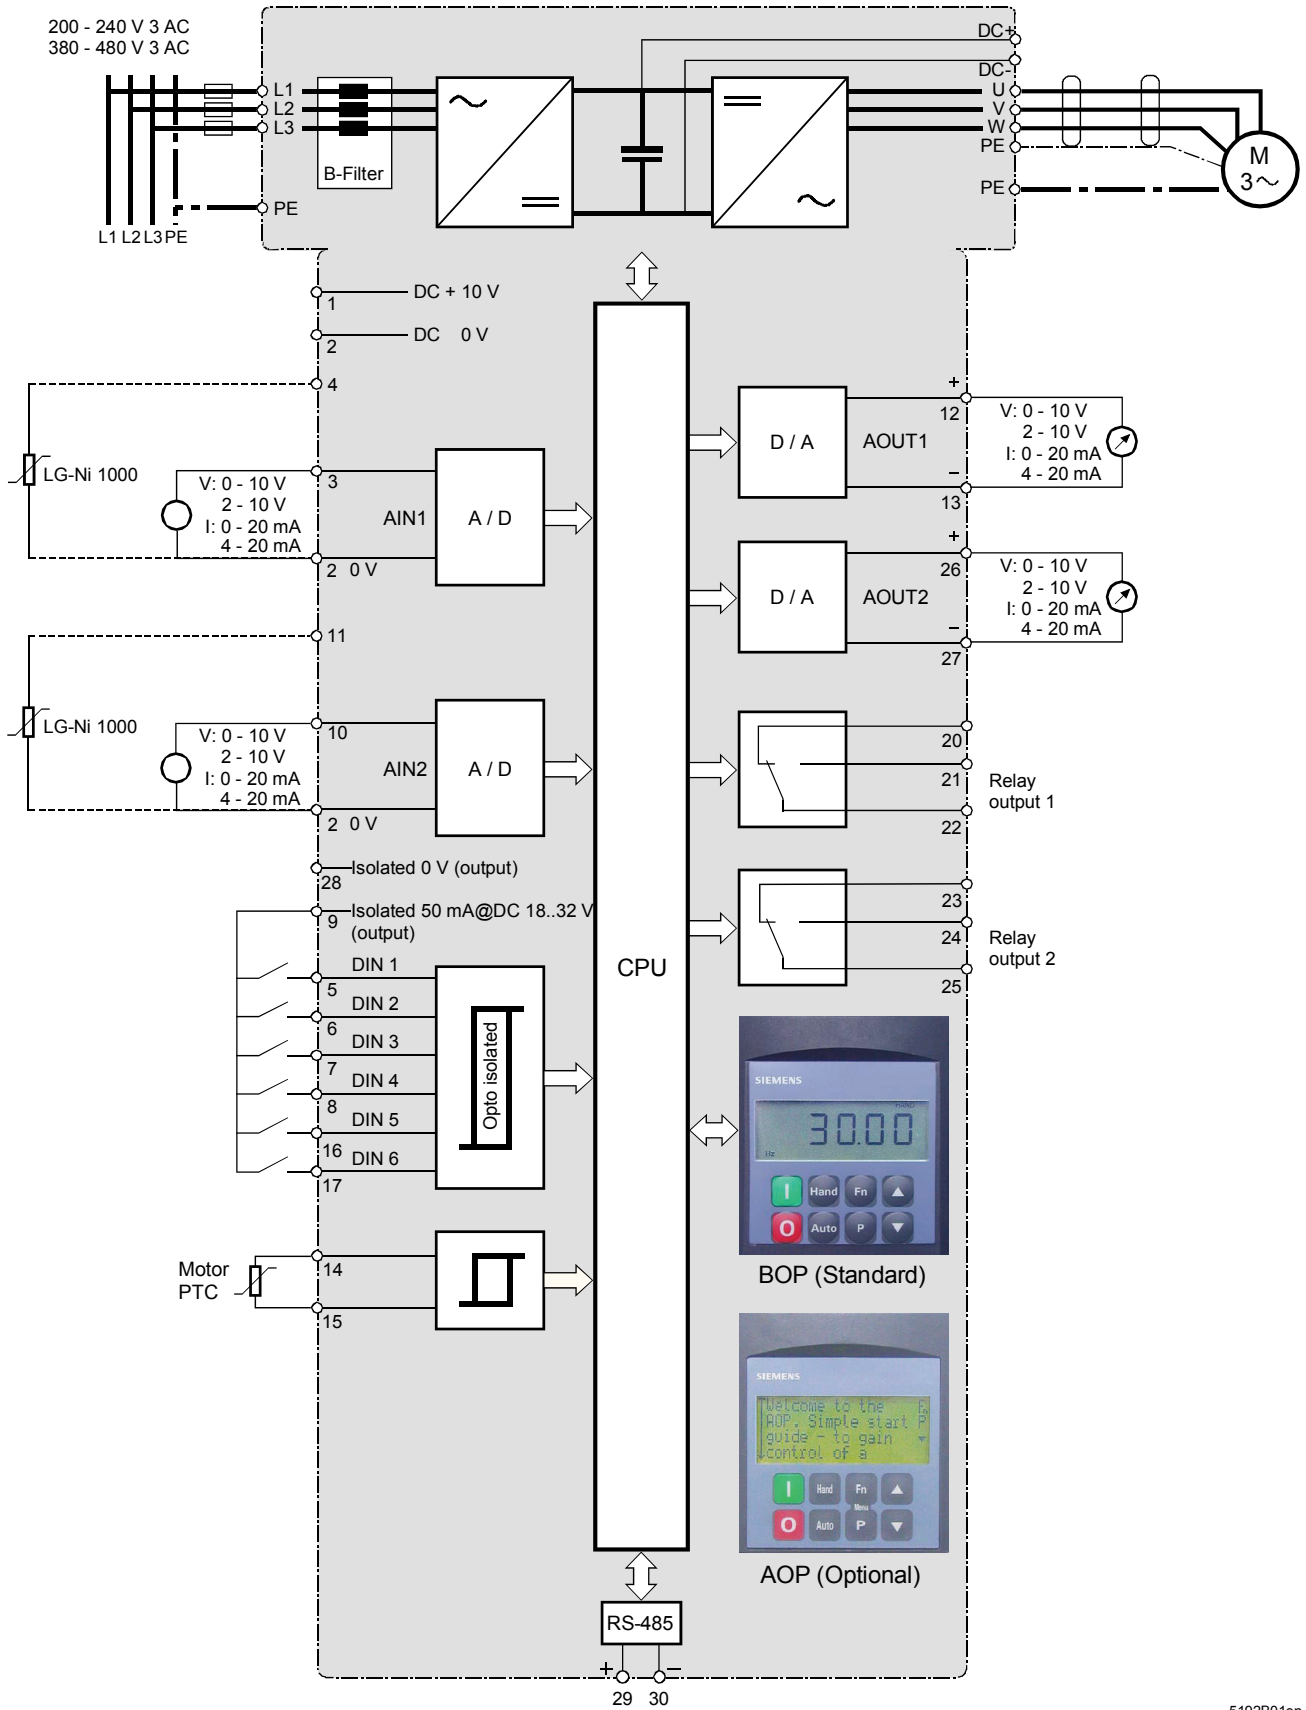 200 - 240 V 3 AC
380 - 480 V 3 AC
L1
L2
L3
PE
L1 L2 L3 PE
B-Filter
DC+
DC-
U
V
W
PE
PE
M
3
1
DC + 10 V
2
DC 0 V
4
LG-Ni 1000
V: 0 - 10 V
2 - 10 V
I: 0 - 20 mA
4 - 20 mA
3
AIN1
A / D
2 0 V
11
LG-Ni 1000
V: 0 - 10 V
2 - 10 V
I: 0 - 20 mA
4 - 20 mA
10
AIN2
A / D
2 0 V
28
Isolated 0 V (output)
9
Isolated 50 mA@DC 18..32 V
(output)
DIN 1
5
DIN 2
6
DIN 3
7
DIN 4
8
DIN 5
16
DIN 6
17
Opto isolated
Motor
PTC
14
15
CPU
D / A
AOUT1
+
12
−
13
V: 0 - 10 V
2 - 10 V
I: 0 - 20 mA
4 - 20 mA
D / A
AOUT2
+
26
−
27
V: 0 - 10 V
2 - 10 V
I: 0 - 20 mA
4 - 20 mA
20
21
22
Relay
output 1
23
24
25
Relay
output 2
SIEMENS
HAND
30.00
Hz
I Hand Fn
O Auto P
BOP (Standard)
SIEMENS
Welcome to the
AOP. Simple start P
guide - to gain
control of a
I Hand Fn
Menu
O Auto P
AOP (Optional)
RS-485
+ −
29 30